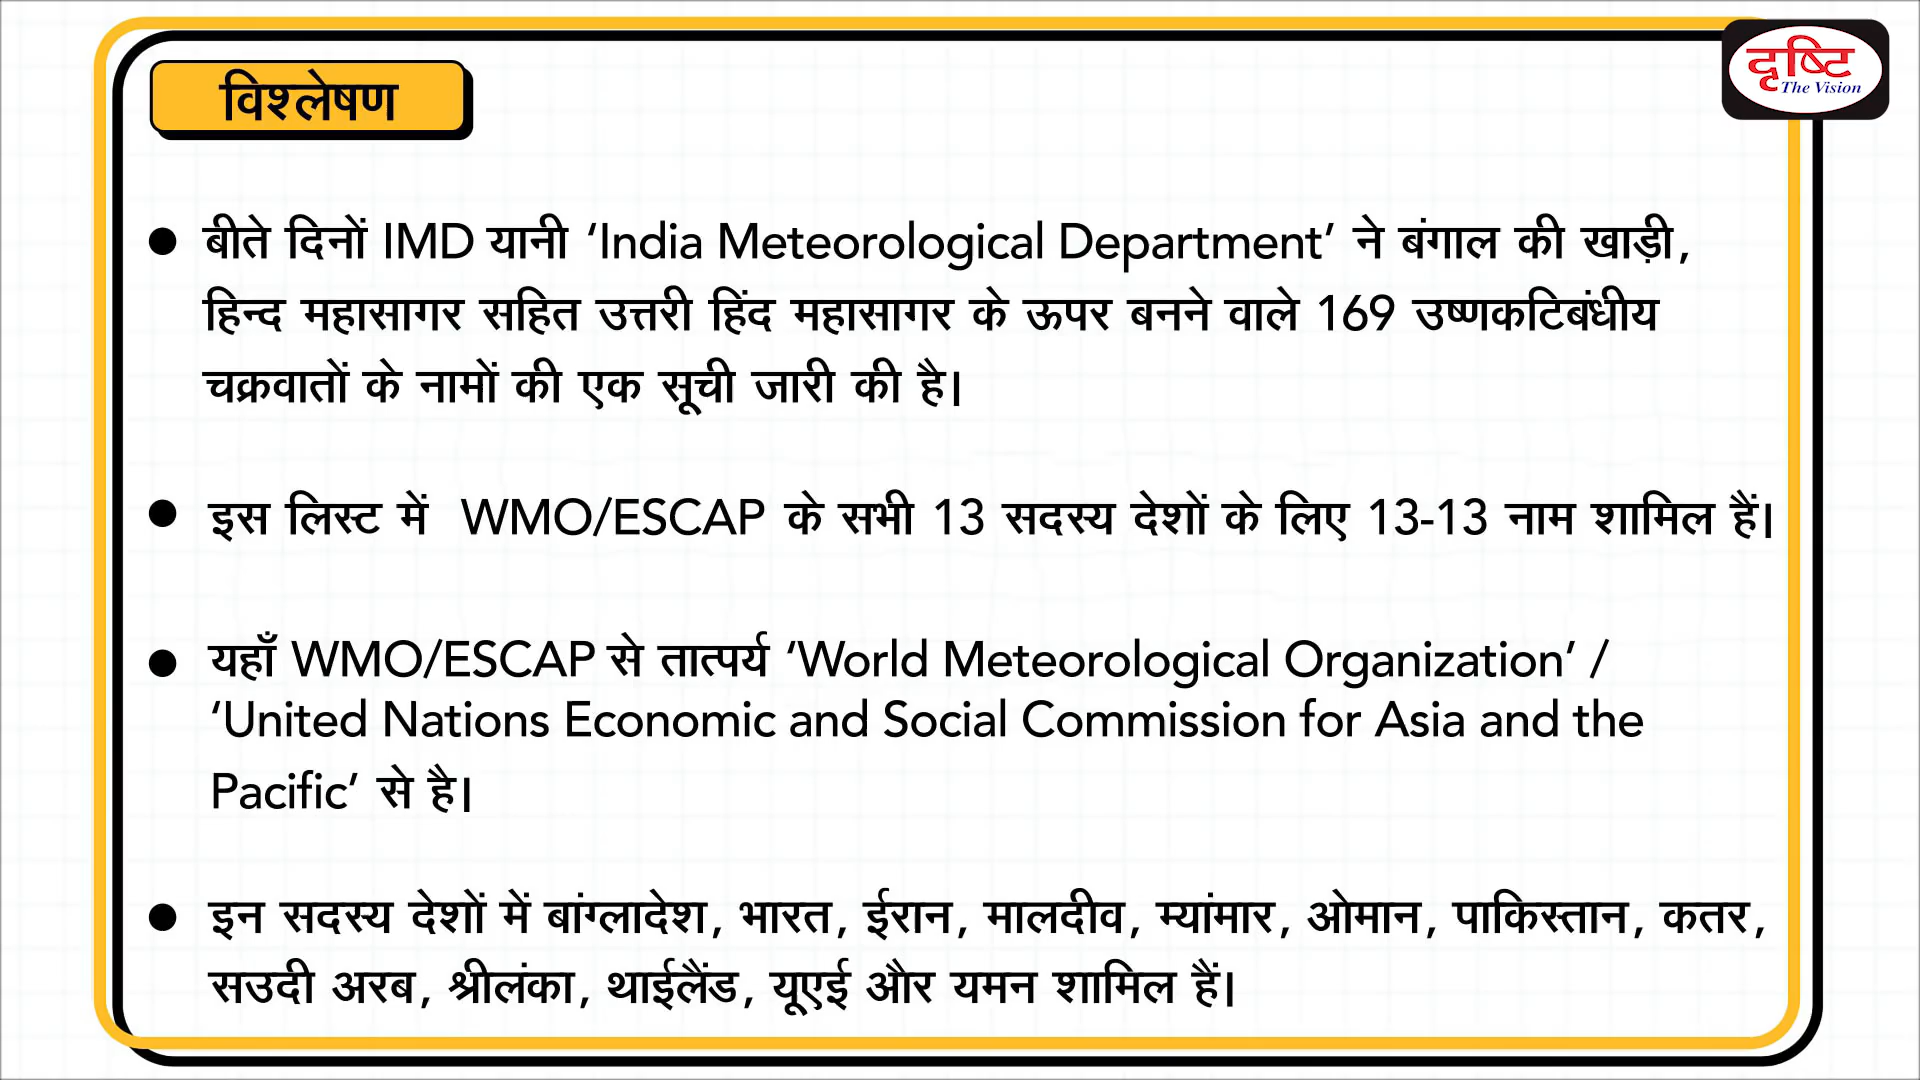 दृष्टि
The Vision
विश्लेषण
● बीते दिनों IMD यानी ‘India Meteorological Department’ ने बंगाल की खाड़ी,
हिन्द महासागर सहित उत्तरी हिंद महासागर के ऊपर बनने वाले 169 उष्णकटिबंधीय
चक्रवातों के नामों की एक सूची जारी की है।
● इस लिस्ट में WMO/ESCAP के सभी 13 सदस्य देशों के लिए 13-13 नाम शामिल हैं।
● यहाँ WMO/ESCAP से तात्पर्य ‘World Meteorological Organization’ /
‘United Nations Economic and Social Commission for Asia and the
Pacific’ से है।
● इन सदस्य देशों में बांग्लादेश, भारत, ईरान, मालदीव, म्यांमार, ओमान, पाकिस्तान, कतर,
सउदी अरब, श्रीलंका, थाईलैंड, यूएई और यमन शामिल हैं।